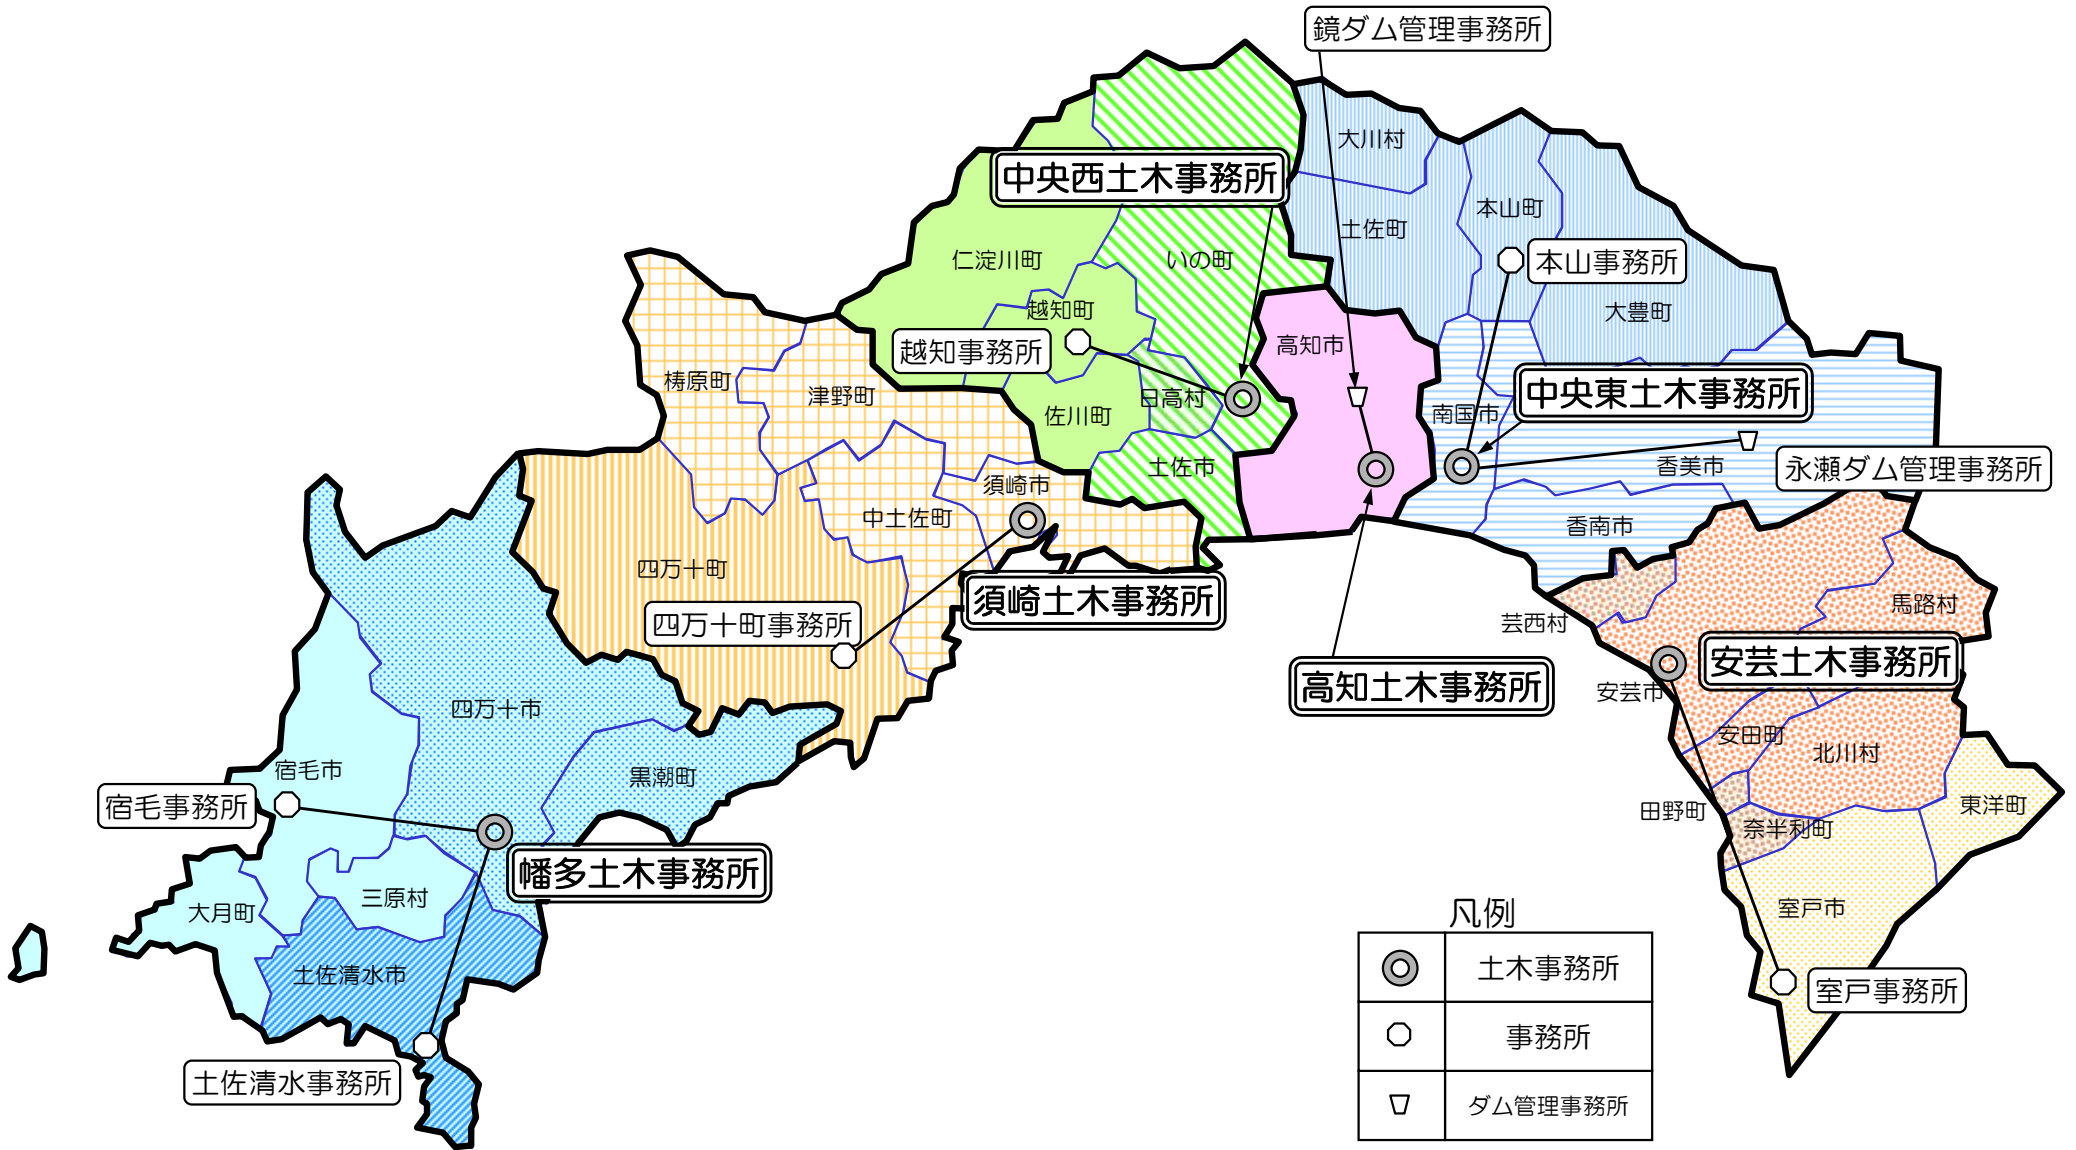 鏡ダム管理事務所
大川村
中央西土木事務所
本山町
土佐町
仁淀川町
いの町
本山事務所
越知町
大豊町
高知市
越知事務所
梼原町
津野町
日高村
中央東土木事務所
佐川町
南国市
土佐市
香美市
永瀬ダム管理事務所
須崎市
中土佐町
香南市
四万十町
須崎土木事務所
馬路村
芸西村
四万十町事務所
安芸土木事務所
高知土木事務所
安芸市
四万十市
安田町
北川村
宿毛市
黒潮町
宿毛事務所
田野町
東洋町
奈半利町
幡多土木事務所
三原村
大月町
室戸市
土佐清水市
室戸事務所
土佐清水事務所
凡例
土木事務所
事務所
ダム管理事務所